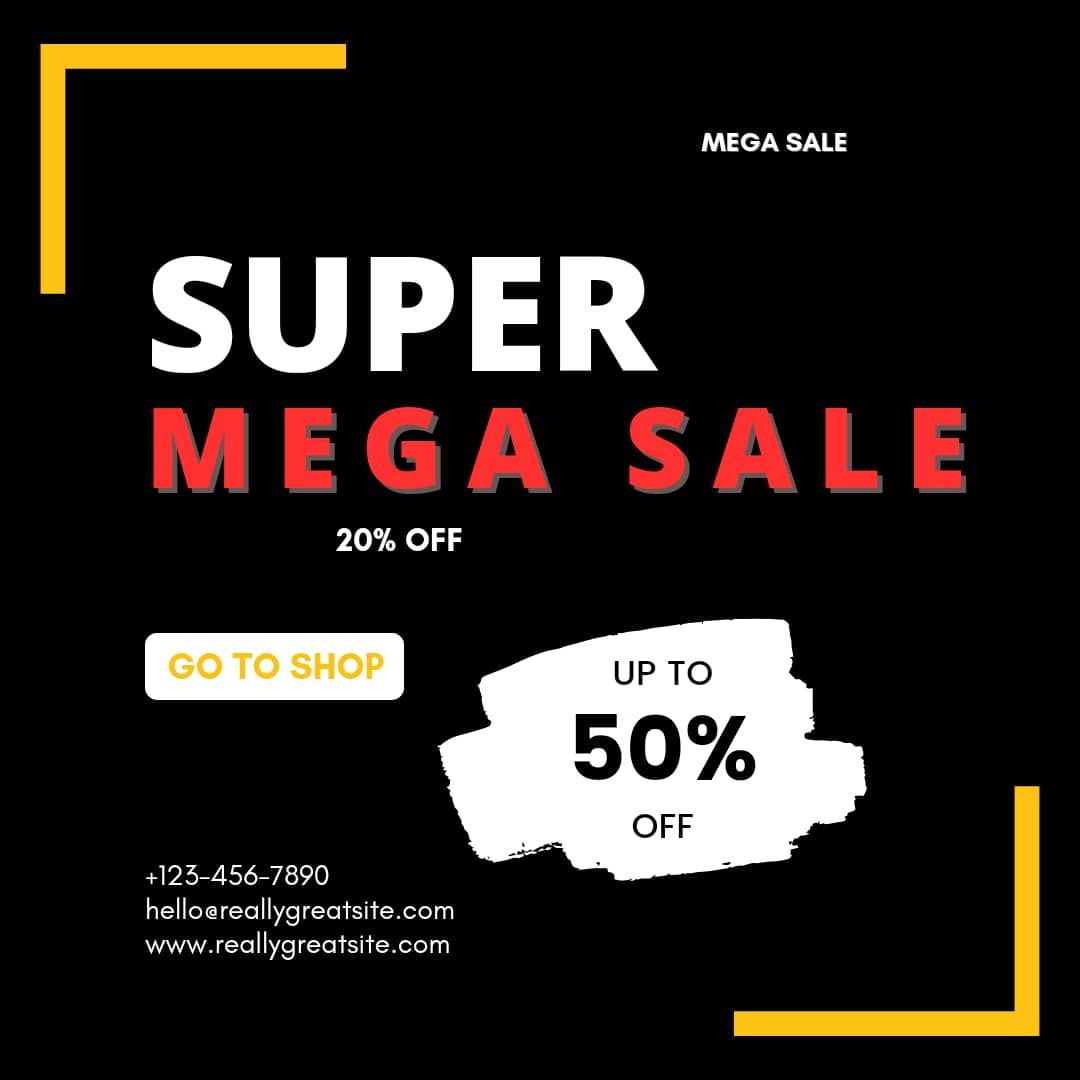 MEGA SALE
SUPER
MEGA SALE
20% OFF
GO TO SHOP
UP TO
50%
OFF
+123-456-7890
hello@reallygreatsite.com
www.reallygreatsite.com